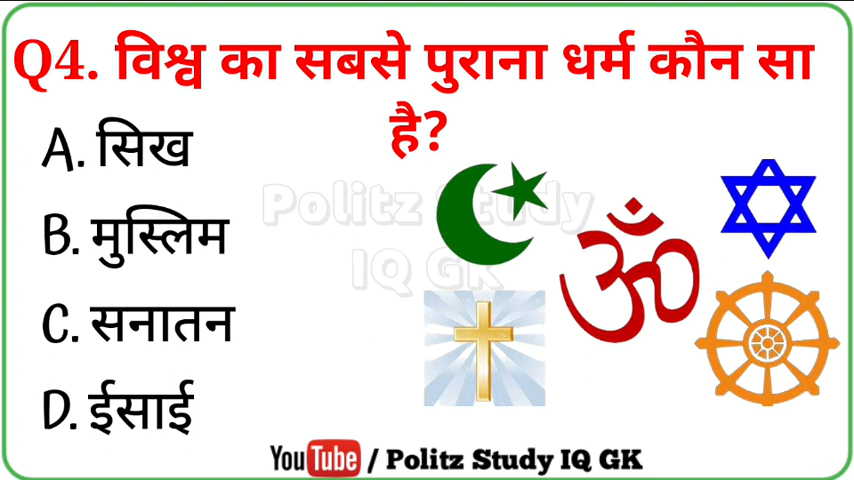 Q4. विश्व का सबसे पुराना धर्म कौन सा
है?
A. सिख
B. मुस्लिम
C. सनातन
D. ईसाई
Politz Study
IQ GK
ॐ
YouTube / Politz Study IQ GK